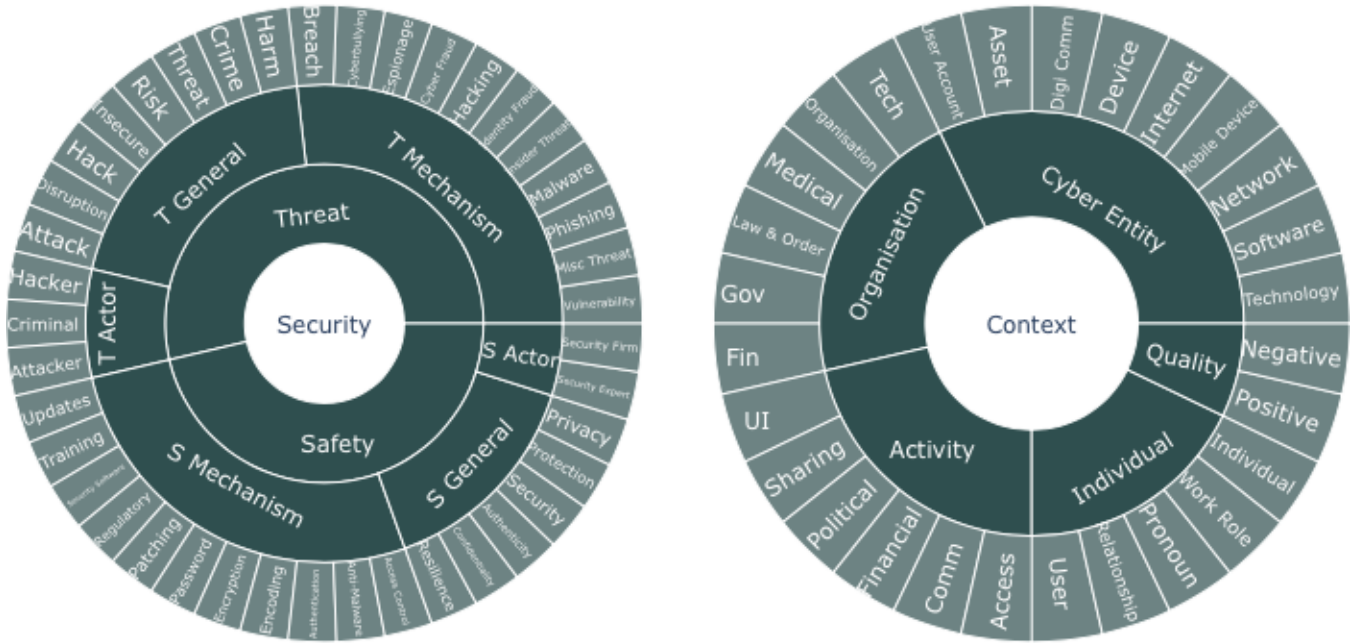 Security
Threat
T Mechanism
Vulnerability
Misc Threat
Phishing
Malware
nsider Threat
dentity Fraud
Hacking
Cyber Fraud
Espionage
Cyberbullying
Breach
T General
Harm
Crime
Threat
Risk
Insecure
Hack
Disruption
Attack
T Actor
Hacker
Criminal
Attacker
Safety
S Mechanism
Updates
Training
Security Software
Regulatory
Patching
Password
Encryption
Encoding
Authentication
Anti-Malware
Access Control
S General
Resilience
Confidentiality
Authenticity
Security
Protection
Privacy
S Actor
Security Expert
Security Firm
Context
Cyber Entity
Technology
Software
Network
Mobile Device
Internet
Device
Digi Comm
Asset
User Account
Organisation
Tech
Organisation
Medical
Law & Order
Gov
Fin
Activity
UI
Sharing
Political
Financial
Comm
Access
Individual
User
Relationship
Pronoun
Work Role
Individual
Quality
Positive
Negative